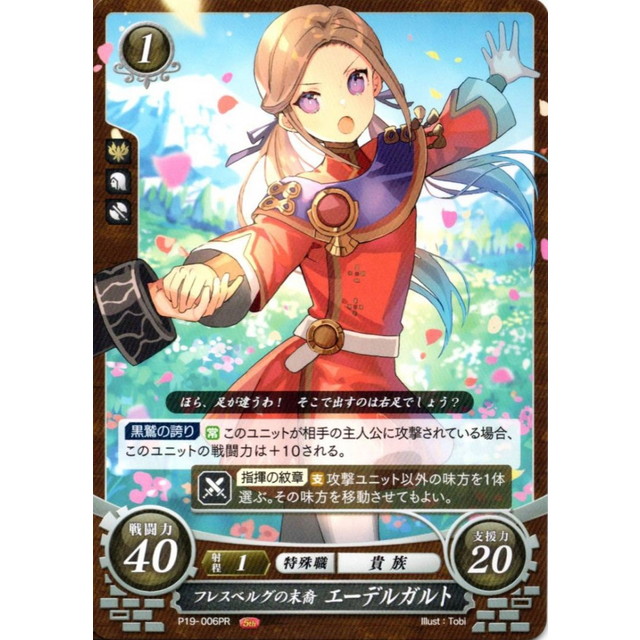 1
ほら、足が違うわ！ そこで出すのは右足でしょう？
黒鷲の誇り 常 このユニットが相手の主人公に攻撃されている場合、
このユニットの戦闘力は＋10される。
指揮の紋章 支 攻撃ユニット以外の味方を1体
選ぶ。その味方を移動させてもよい。
戦闘力 40
射程 1 特殊職 貴族
支援力 20
フレスベルグの末裔 エーデルガルト
P19-006PR
Illust : Tobi